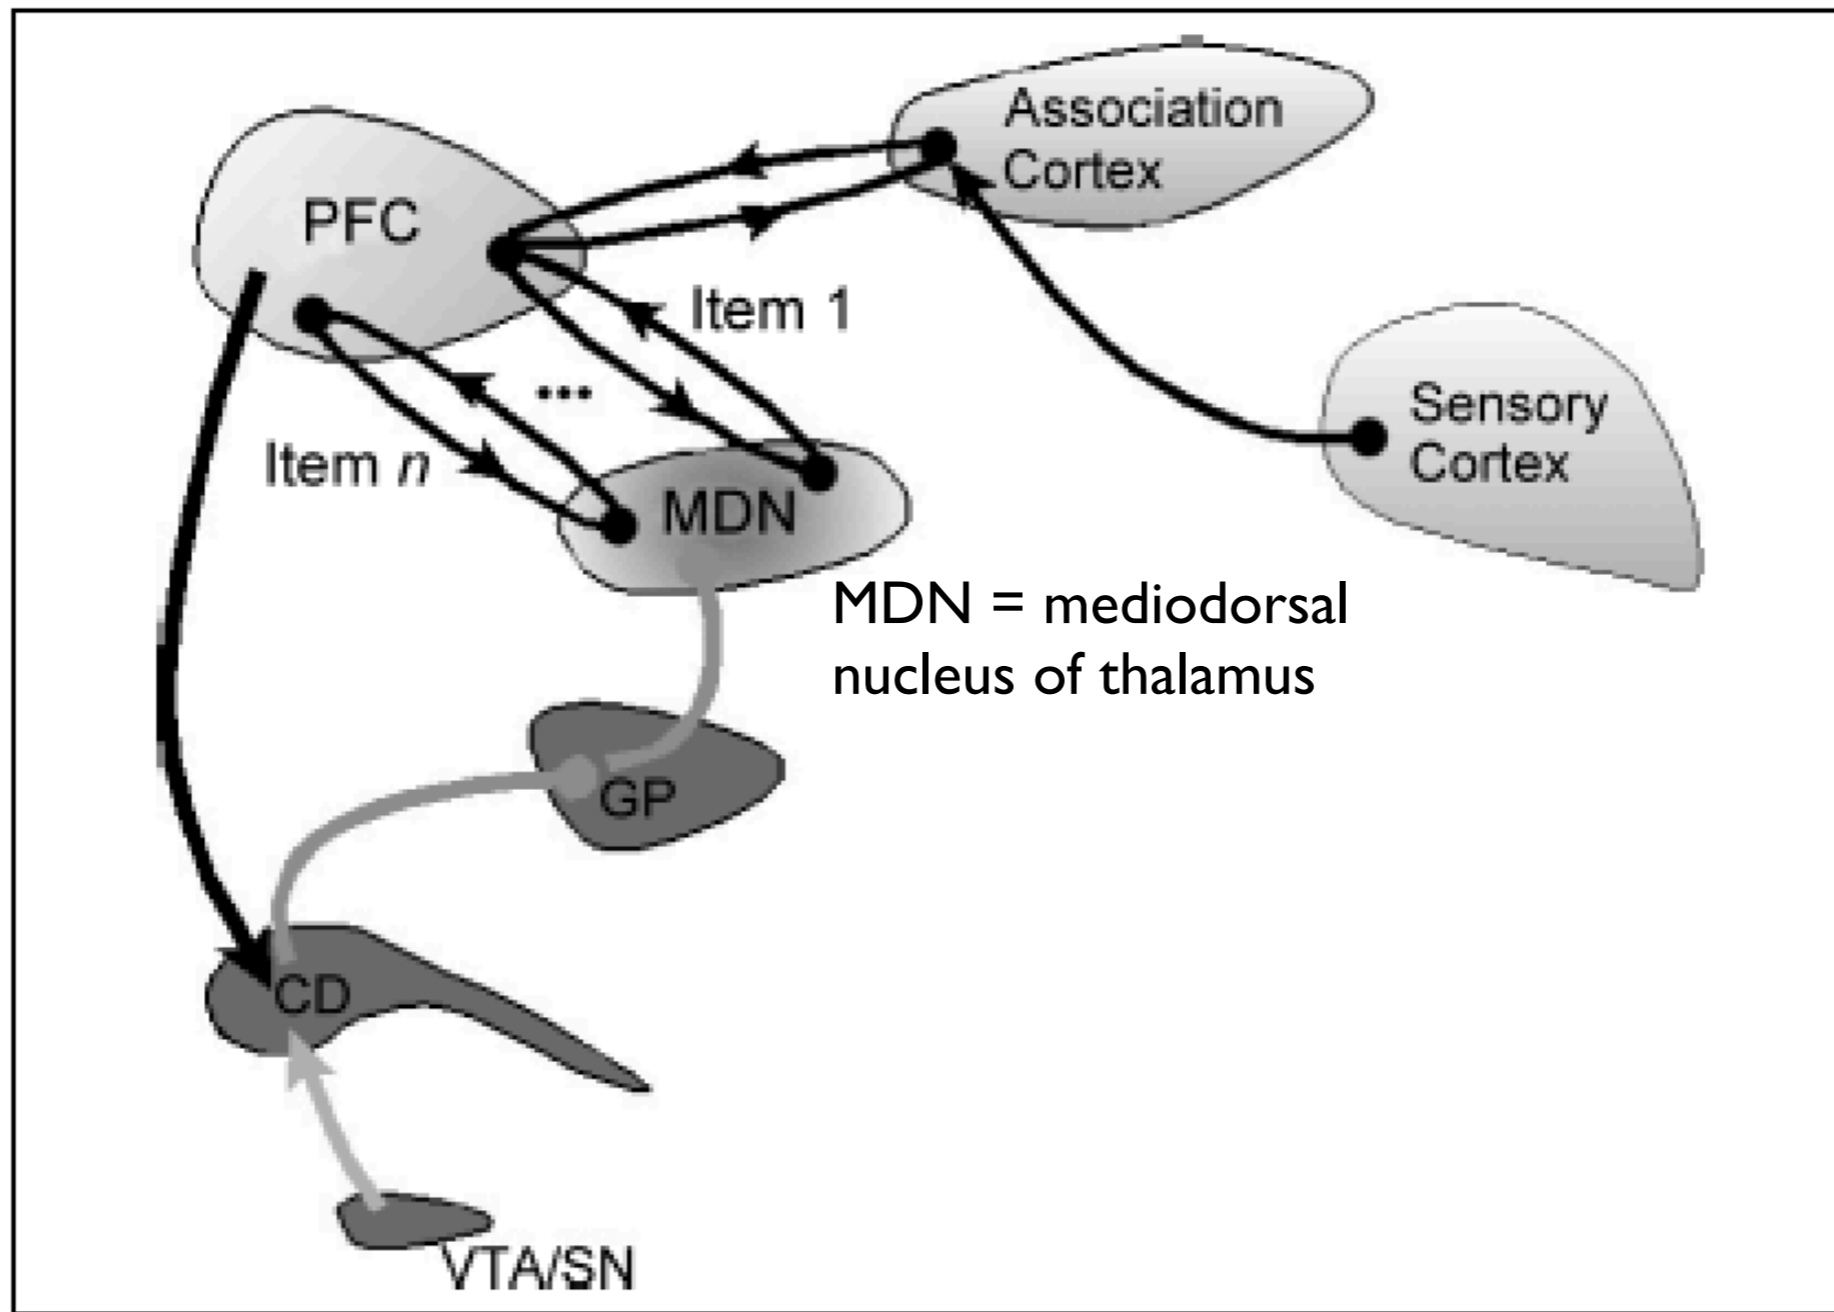 Association
Cortex
PFC
Item 1
...
Item n
Sensory
Cortex
MDN
MDN = mediodorsal
nucleus of thalamus
GP
CD
VTA/SN